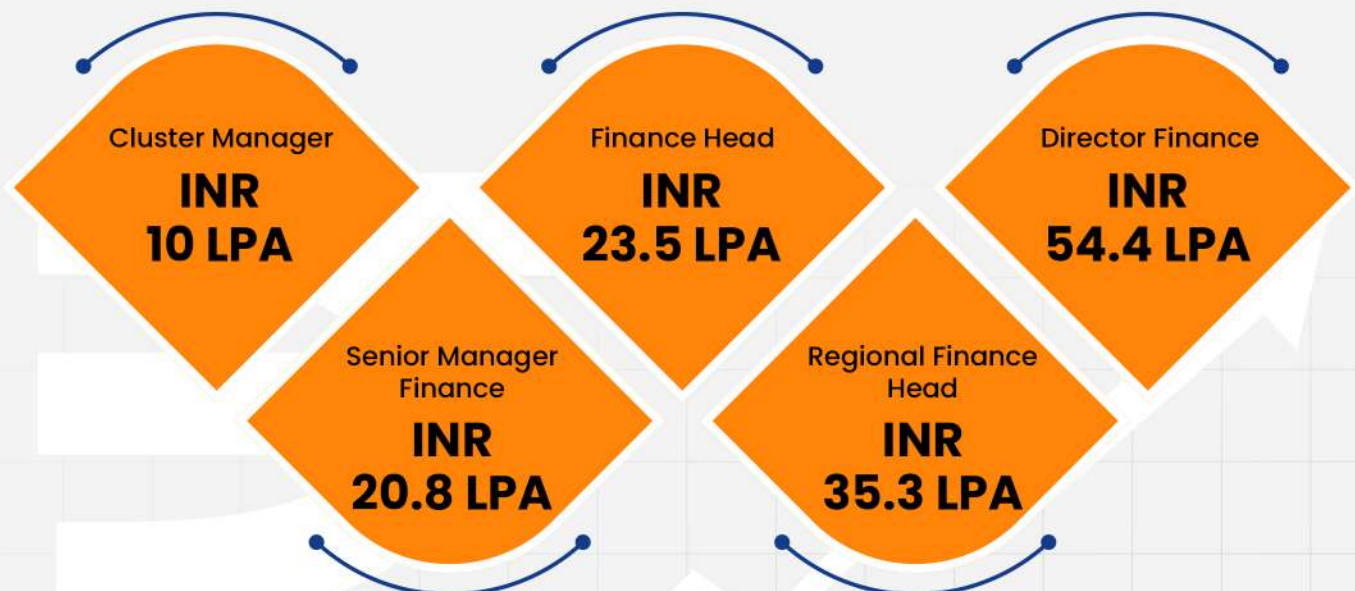 Cluster Manager
INR
10 LPA
Senior Manager
Finance
INR
20.8 LPA
Finance Head
INR
23.5 LPA
Regional Finance
Head
INR
35.3 LPA
Director Finance
INR
54.4 LPA